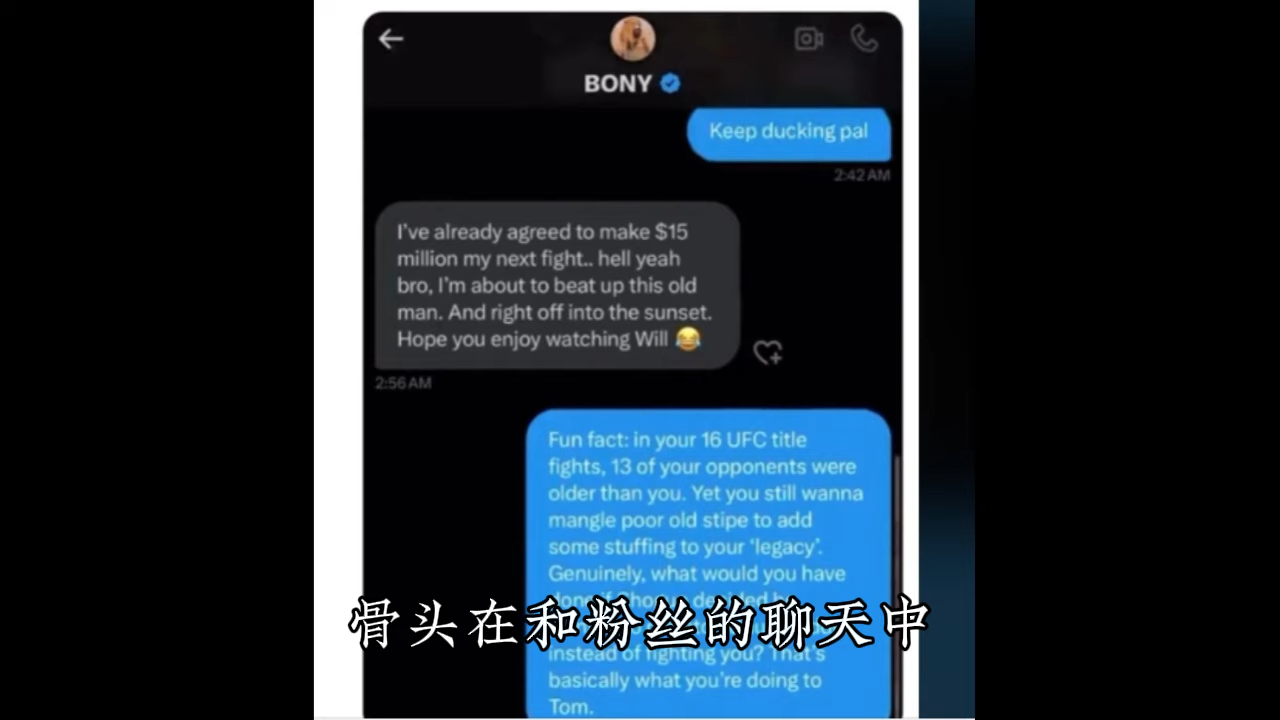 BONY
Keep ducking pal
2:42 AM
I've already agreed to make $15
million my next fight.. hell yeah
bro, I'm about to beat up this old
man. And right off into the sunset.
Hope you enjoy watching Will 😂
2:56 AM
Fun fact: in your 16 UFC title
fights, 13 of your opponents were
older than you. Yet you still wanna
mangle poor old stipe to add
some stuffing to your ‘legacy’.
Genuinely, what would you have
骨头在和粉丝的聊天中
instead of fighting you? That's
basically what you're doing to
Tom.